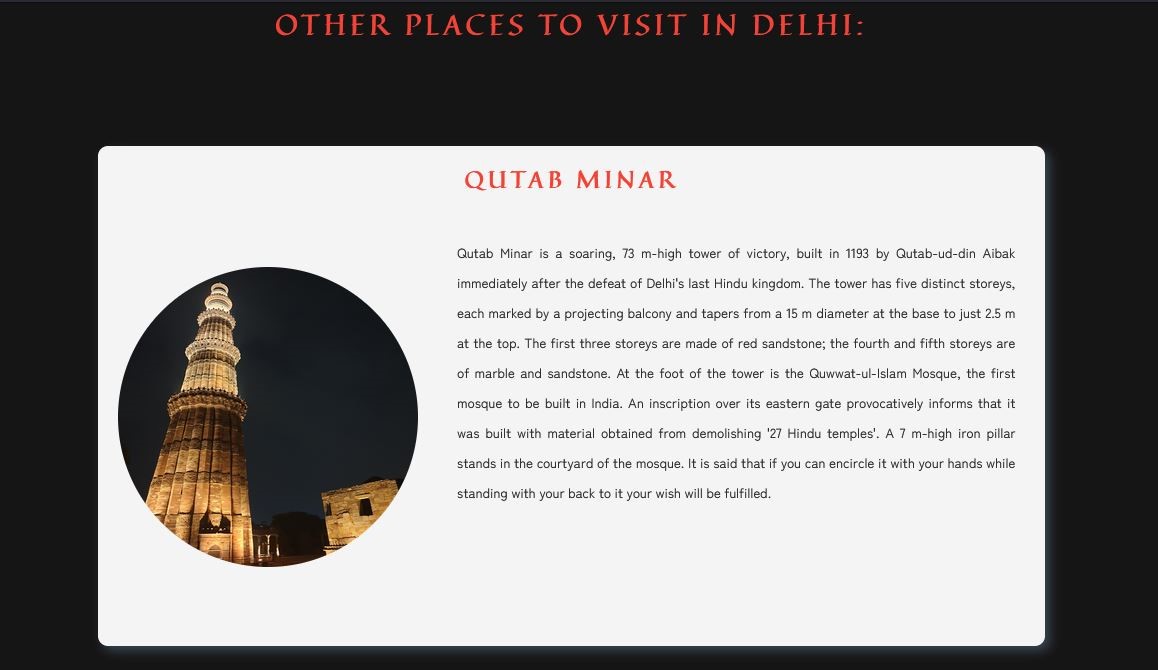 OTHER PLACES TO VISIT IN DELHI:
QUTAB MINAR
Qutab Minar is a soaring, 73 m-high tower of victory, built in 1193 by Qutab-ud-din Aibak
immediately after the defeat of Delhi's last Hindu kingdom. The tower has five distinct storeys,
each marked by a projecting balcony and tapers from a 15 m diameter at the base to just 2.5 m
at the top. The first three storeys are made of red sandstone; the fourth and fifth storeys are
of marble and sandstone. At the foot of the tower is the Quwwat-ul-Islam Mosque, the first
mosque to be built in India. An inscription over its eastern gate provocatively informs that it
was built with material obtained from demolishing '27 Hindu temples'. A 7 m-high iron pillar
stands in the courtyard of the mosque. It is said that if you can encircle it with your hands while
standing with your back to it your wish will be fulfilled.